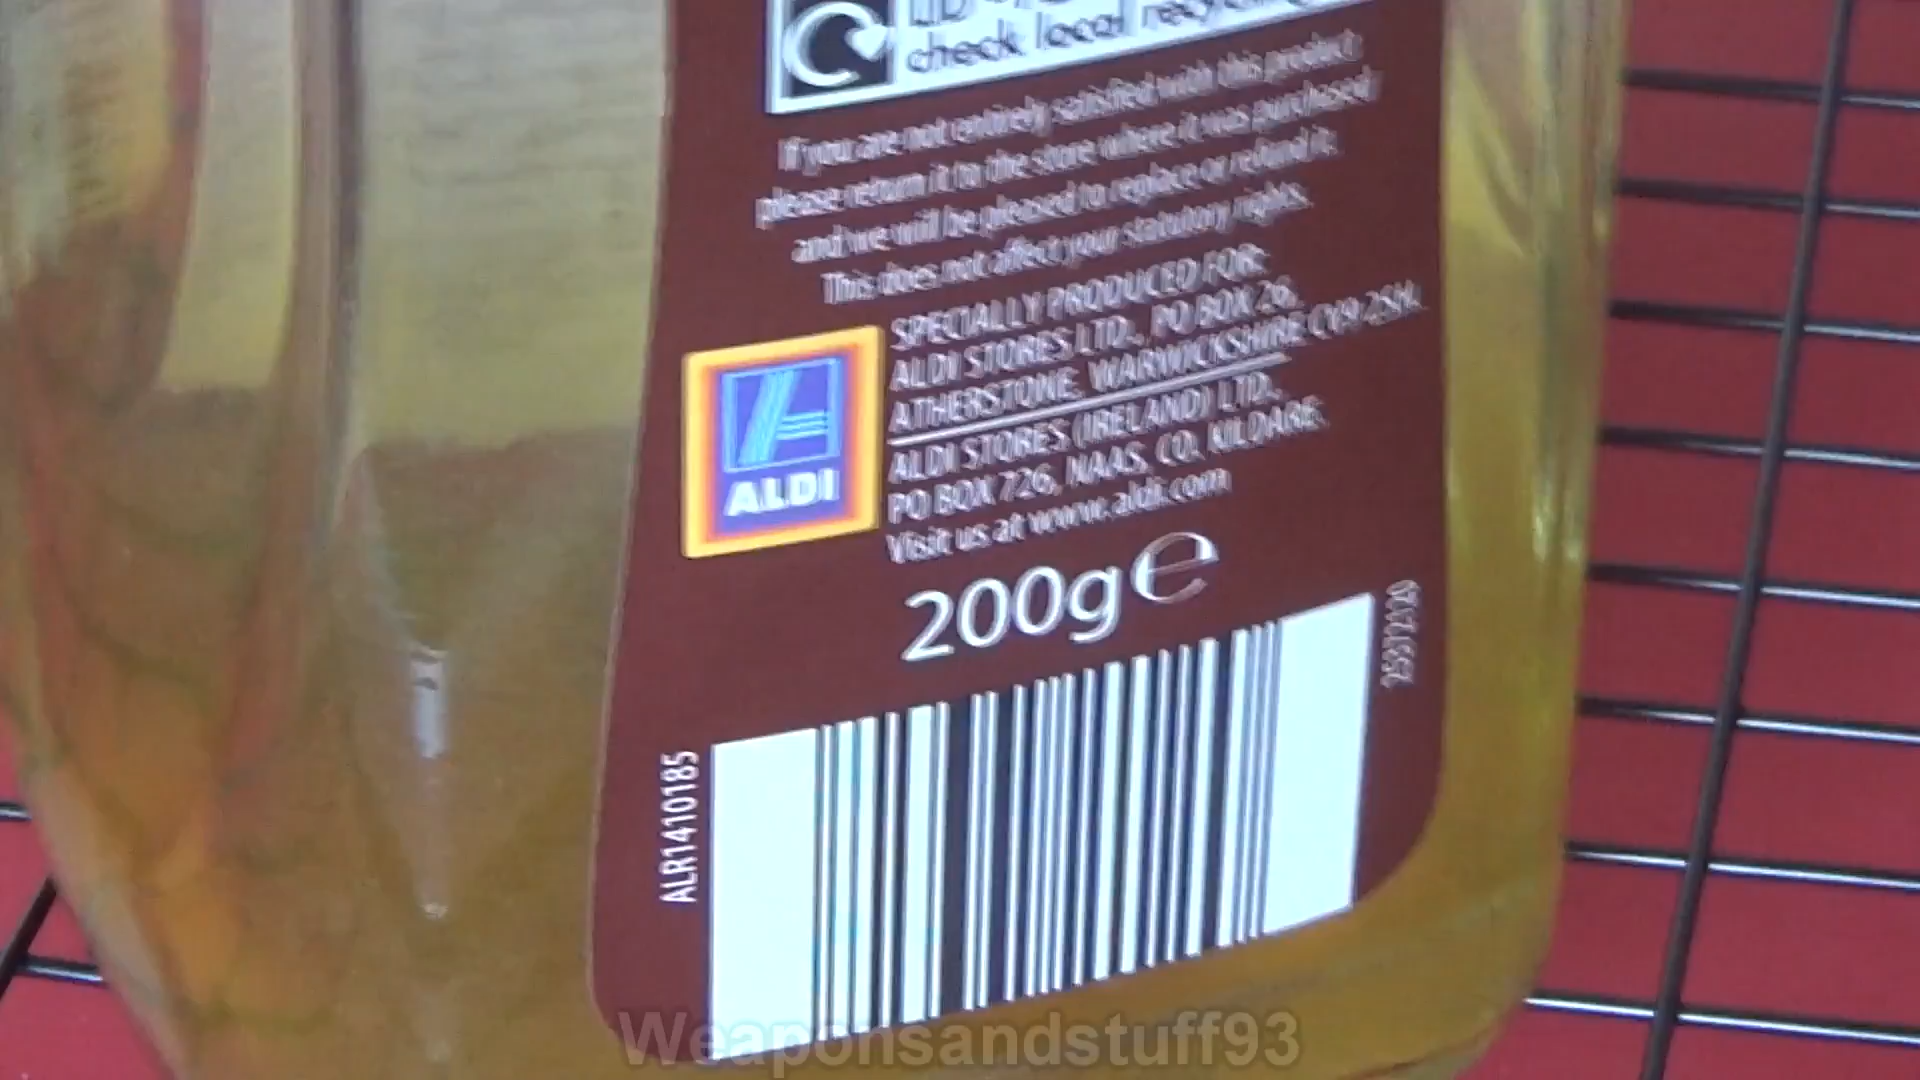 check local recycling
If you are not entirely satisfied with this product
please return it to the store where it was purchased
and we will be pleased to replace or refund it.
This does not affect your statutory rights.
SPECIALLY PRODUCED FOR:
ALDI STORES LTD., PO BOX 26,
ATHERSTONE, WARWICKSHIRE CV9 2SH.
ALDI STORES (IRELAND) LTD.,
PO BOX 726, NAAS, CO. KILDARE.
Visit us at www.aldi.com
ALDI
200g e
ALR1410185
Weaponsandstuff93